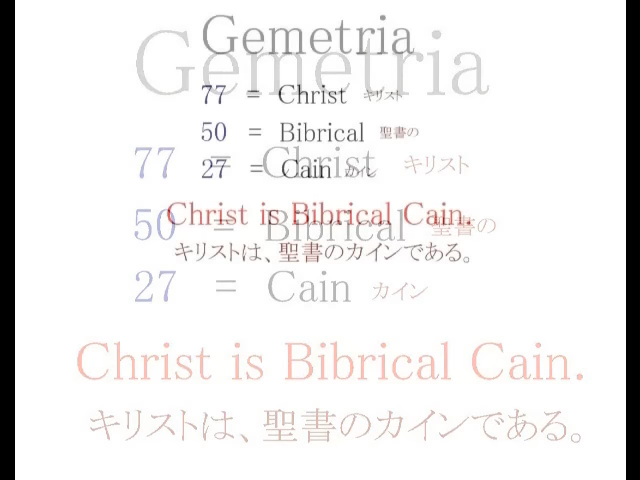 Gemetria
Gemetria
77 = Christ キリスト
50 = Bibrical 聖書の
77 = Christ キリスト
27 = Cain カイン
Christ is Bibrical Cain.
50 = Bibrical 聖書の
キリストは、聖書のカインである。
27 = Cain カイン
Christ is Bibrical Cain.
キリストは、聖書のカインである。